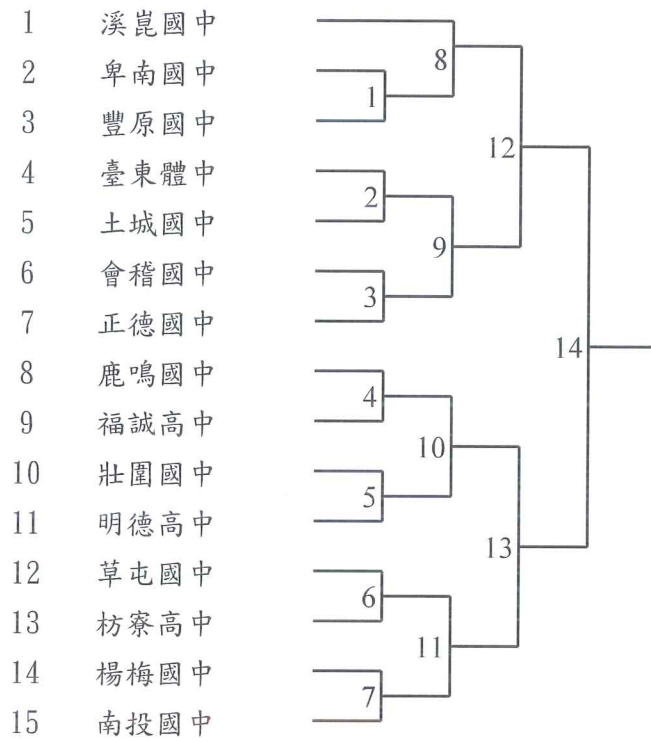 1 溪崑國中
2 卑南國中
3 豐原國中
4 臺東體中
5 土城國中
6 會稽國中
7 正德國中
8 鹿鳴國中
9 福誠高中
10 壯圍國中
11 明德高中
12 草屯國中
13 枋寮高中
14 楊梅國中
15 南投國中
8
1
12
2
9
3
14
4
10
5
13
6
11
7